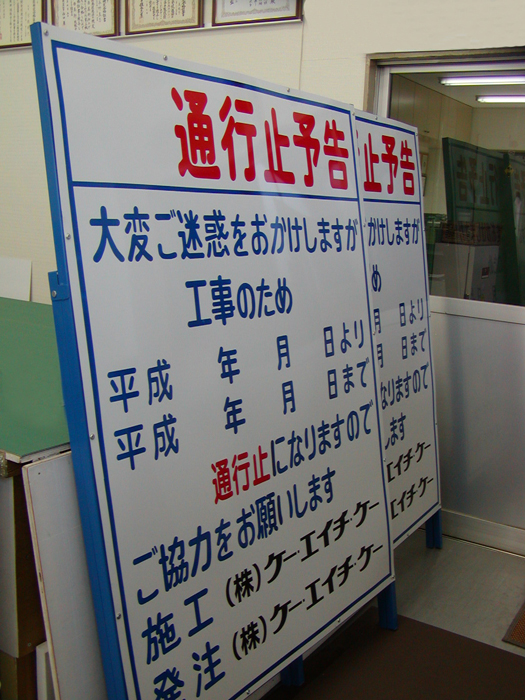 通行止予告
大変ご迷惑をおかけしますが
工事のため
平成 年 月 日より
平成 年 月 日まで
通行止になりますので
ご協力をお願いします
施工 (株)ケー・エイチ・ケー
発注 (株)ケー・エイチ・ケー
止予告
かけしますが
め
月 日より
月 日まで
なりますので
します
エイチ・ケー
エイチ・ケー